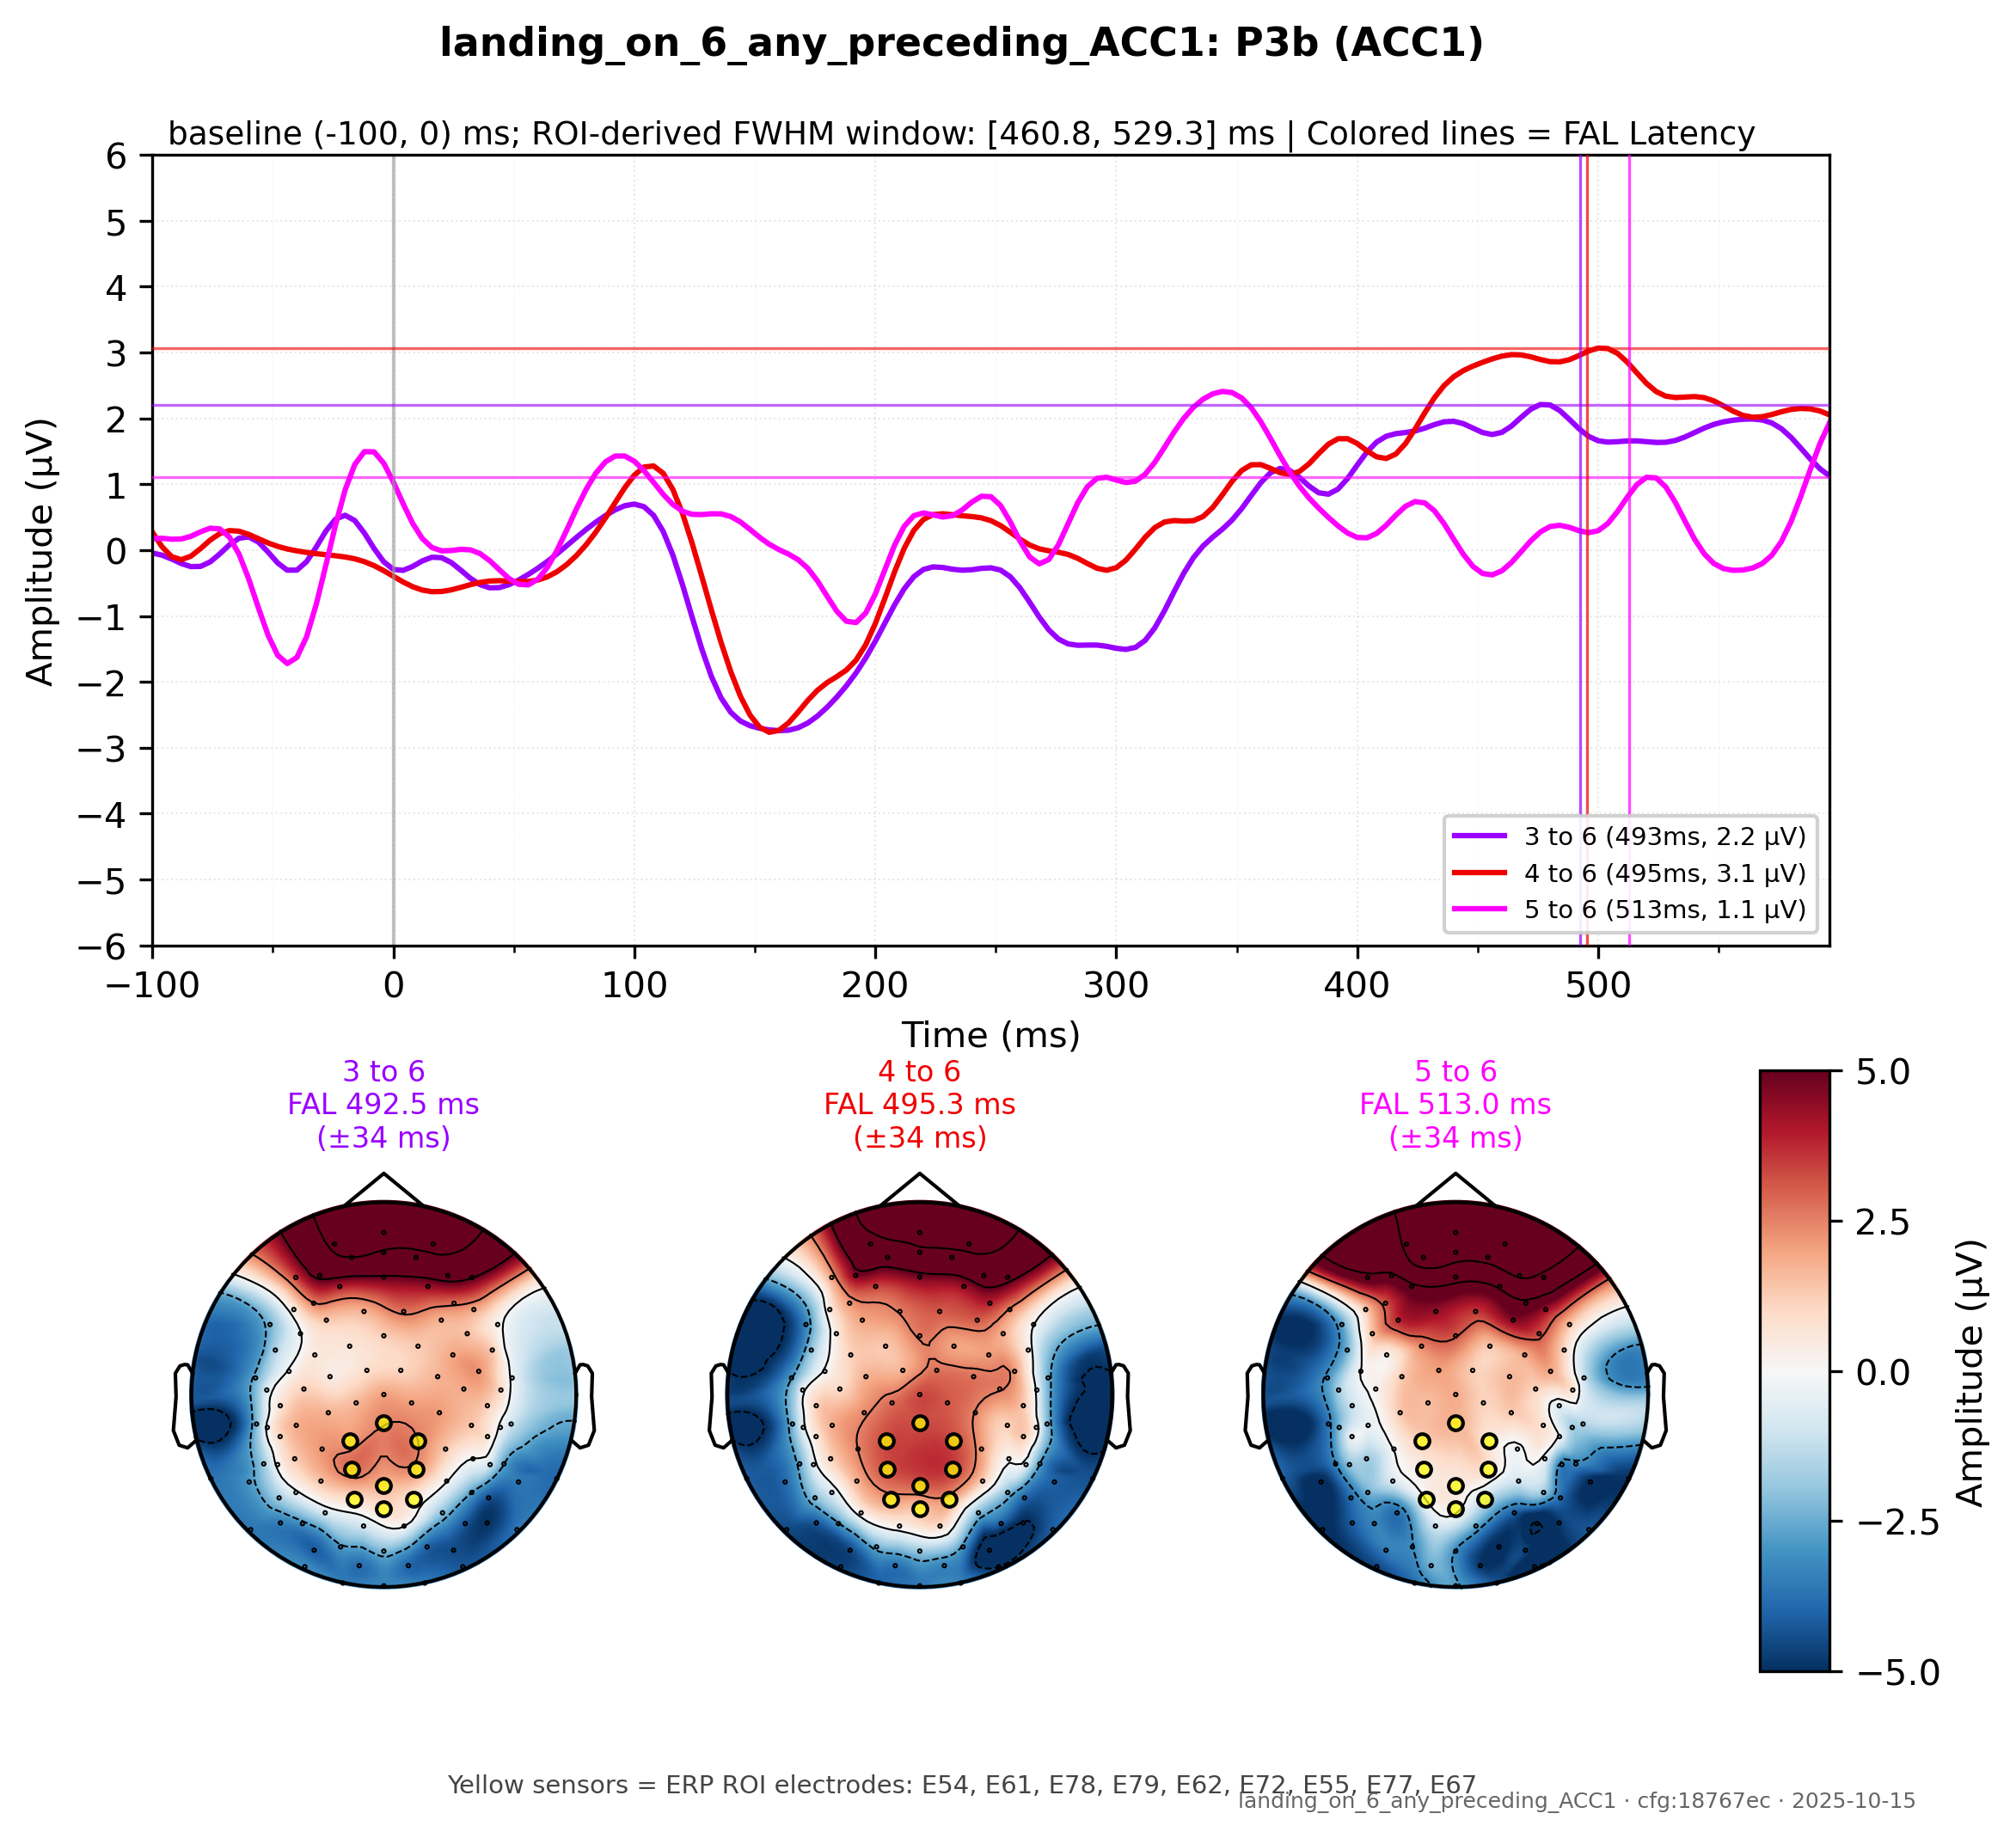 landing_on_6_any_preceding_ACC1: P3b (ACC1)
baseline (-100, 0) ms; ROI-derived FWHM window: [460.8, 529.3] ms | Colored lines = FAL Latency
6
5
4
3
2
1
0
−1
−2
−3
−4
−5
−6
Amplitude (µV)
3 to 6 (493ms, 2.2 µV)
4 to 6 (495ms, 3.1 µV)
5 to 6 (513ms, 1.1 µV)
−100 0 100 200 300 400 500
Time (ms)
3 to 6
FAL 492.5 ms
(±34 ms)
4 to 6
FAL 495.3 ms
(±34 ms)
5 to 6
FAL 513.0 ms
(±34 ms)
5.0
2.5
0.0
−2.5
−5.0
Amplitude (µV)
Yellow sensors = ERP ROI electrodes: E54, E61, E78, E79, E62, E72, E55, E77, E67
landing_on_6_any_preceding_ACC1 · cfg:18767ec · 2025-10-15